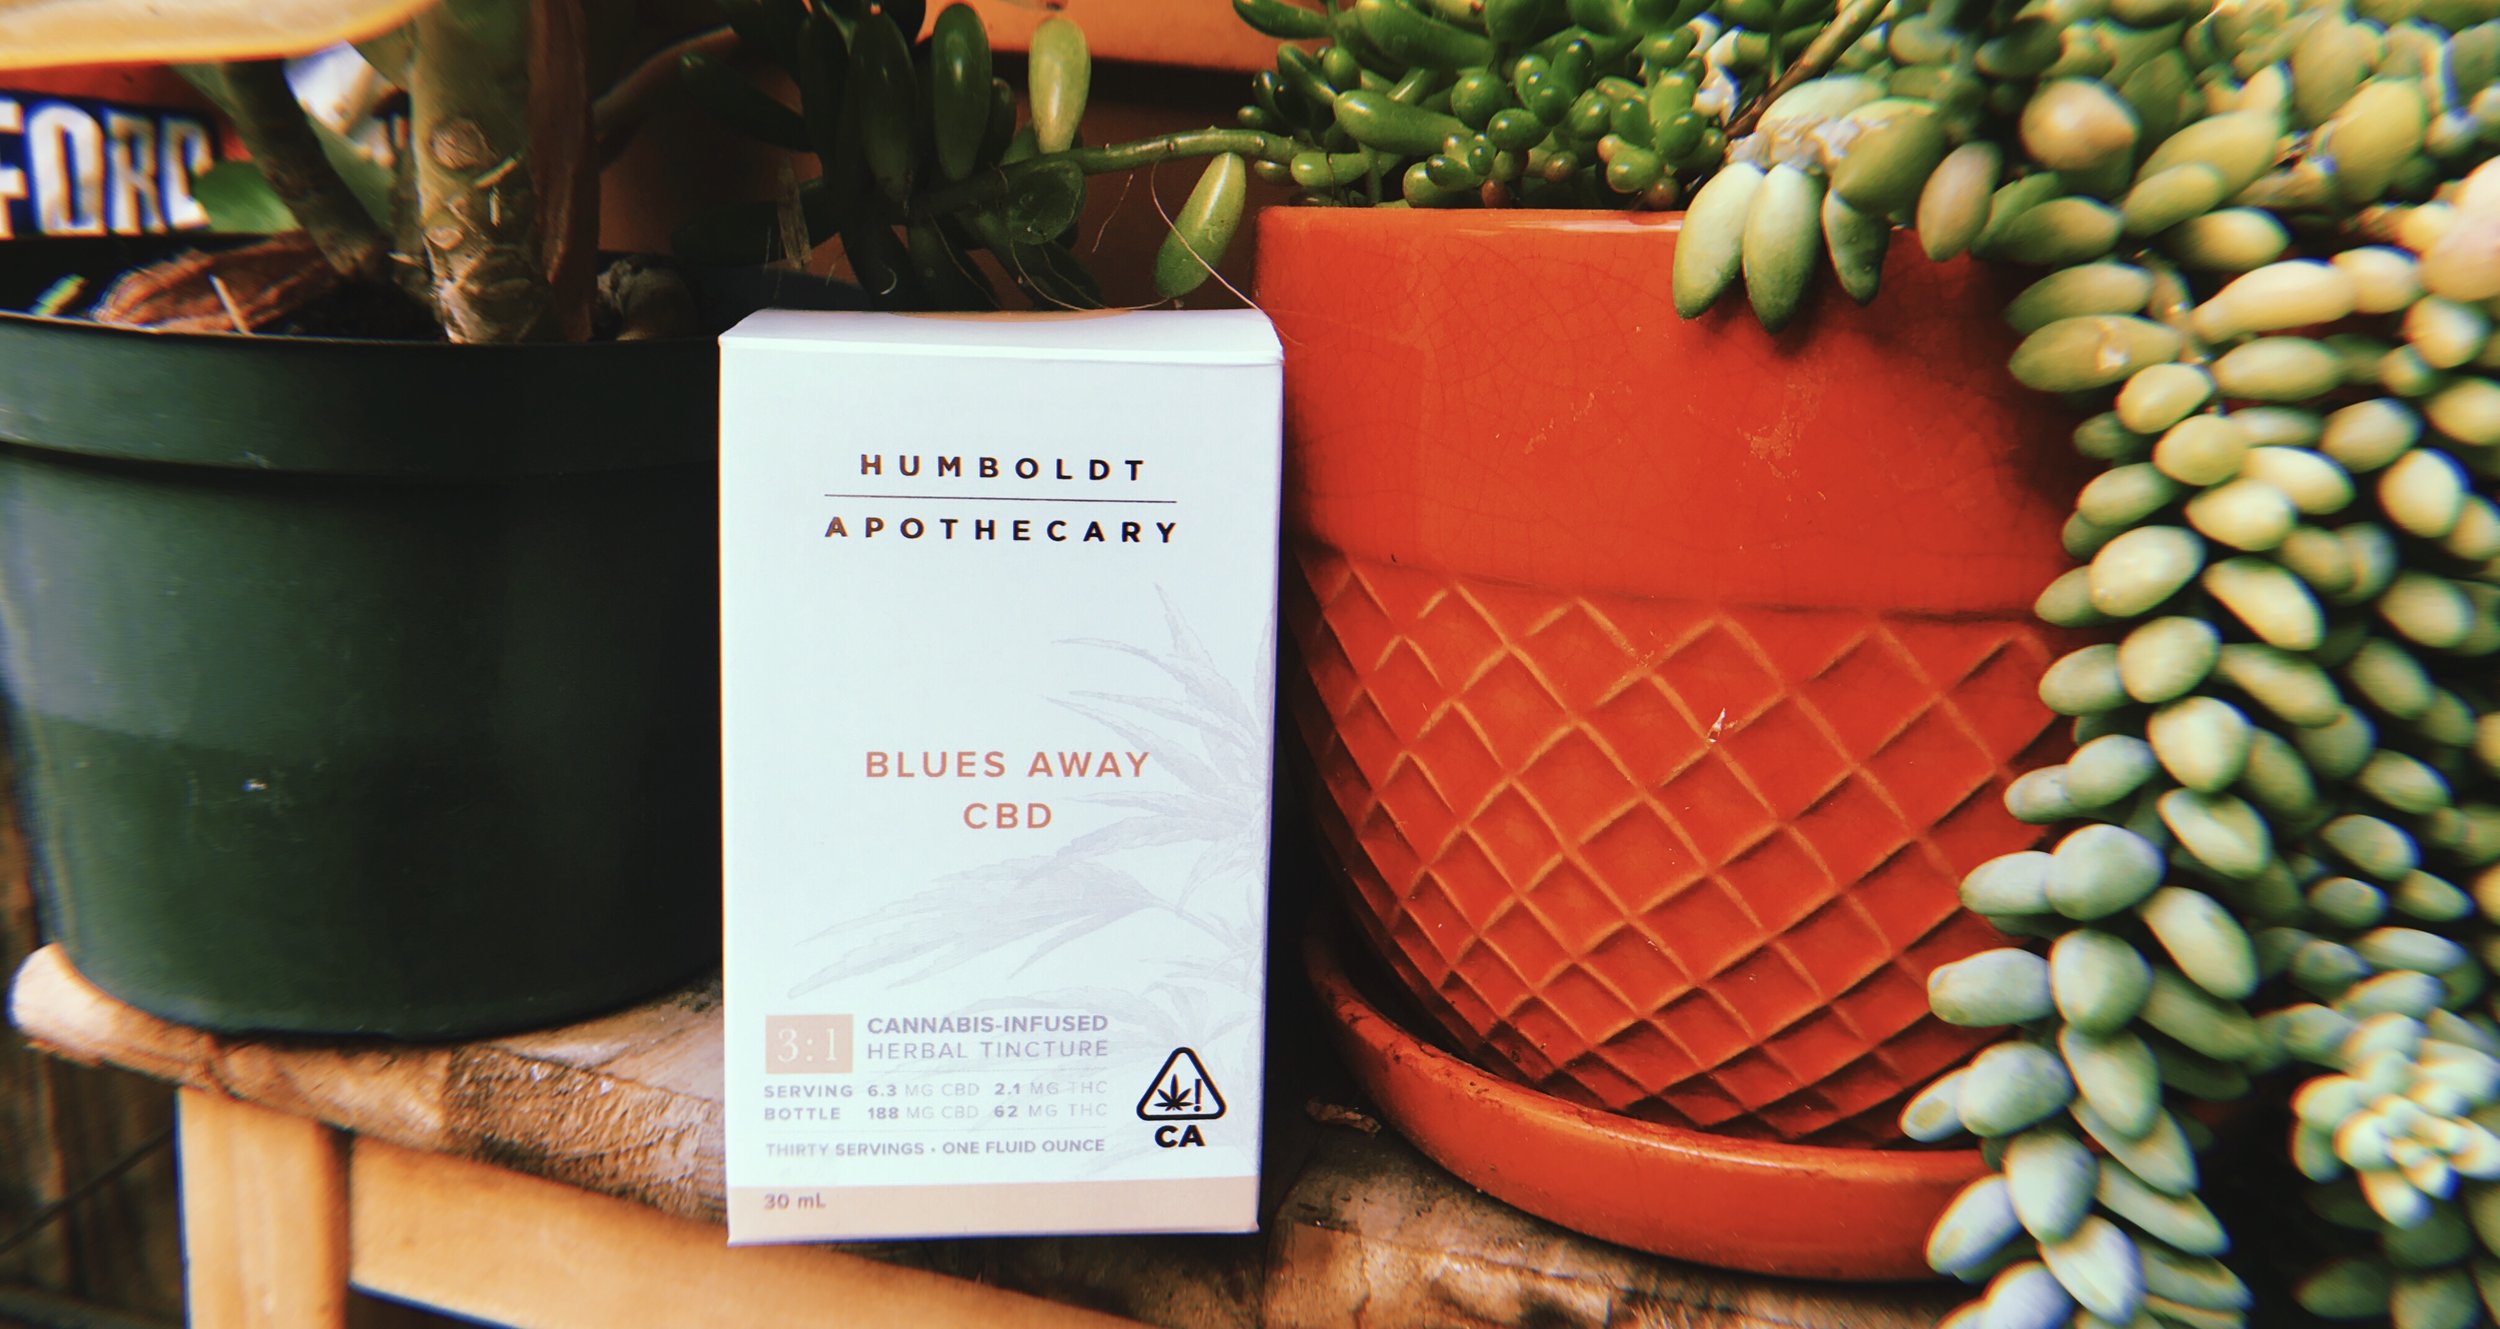 FORD
HUMBOLDT
APOTHECARY
BLUES AWAY
CBD
3:1
CANNABIS-INFUSED
HERBAL TINCTURE
SERVING 6.3 MG CBD 2.1 MG THC
BOTTLE 188 MG CBD 62 MG THC
THIRTY SERVINGS • ONE FLUID OUNCE
!
CA
30 mL